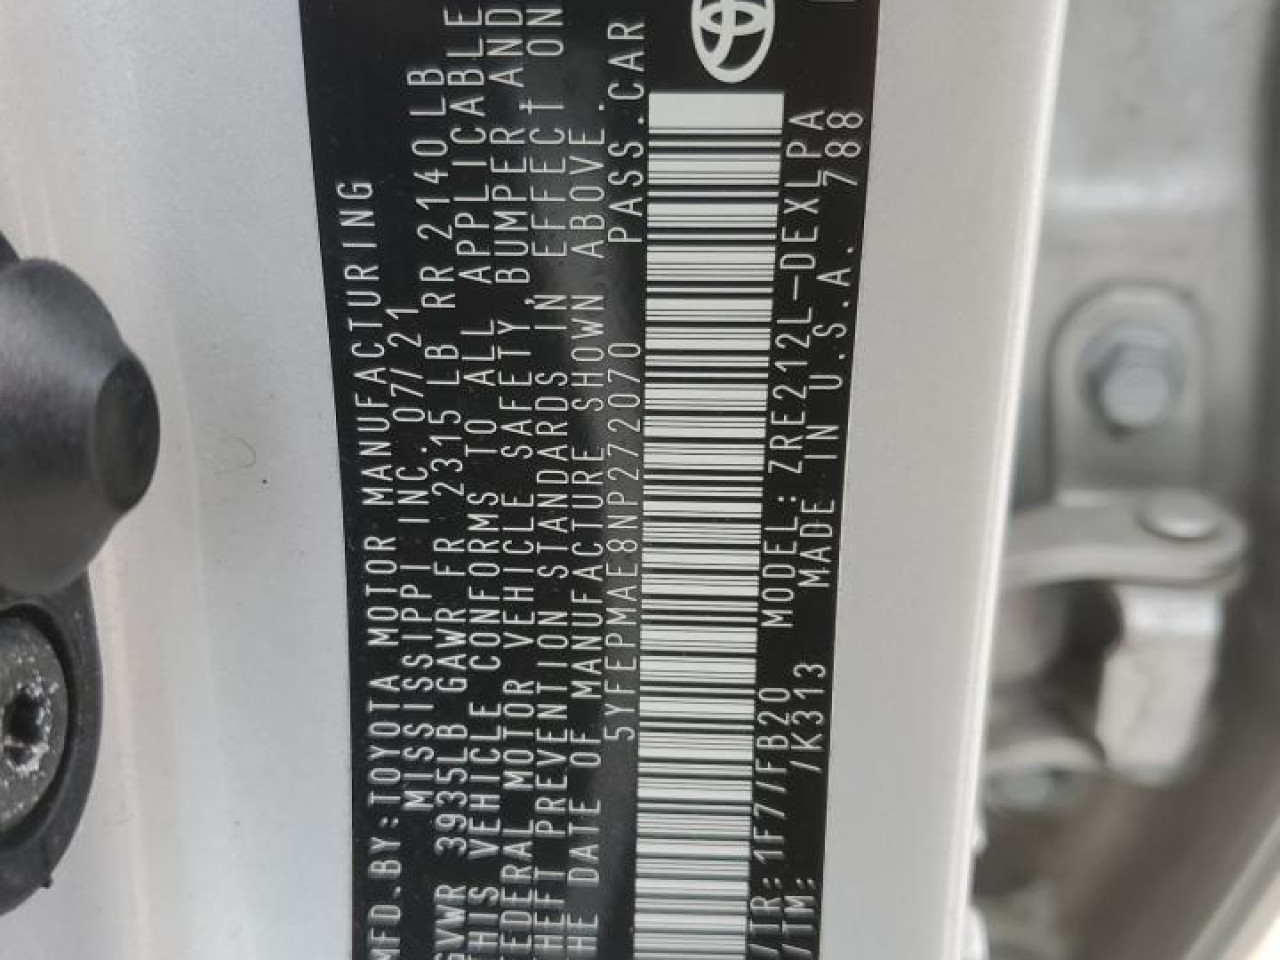 MFD.BY:TOYOTA MOTOR MANUFACTURING
MISSISSIPPI INC. 07/21
GVWR 3935LB GAWR FR 2315 LB RR 2140 LB
THIS VEHICLE CONFORMS TO ALL APPLICABLE
FEDERAL MOTOR VEHICLE SAFETY, BUMPER AND
THEFT PREVENTION STANDARDS IN EFFECT ON
THE DATE OF MANUFACTURE SHOWN ABOVE.
5YFEPMAE8NP272070 PASS.CAR
/TR: 1F77/FB20 MODEL: ZRE212L-DEXLPA
/TM: /K313 MADE IN U.S.A. 788